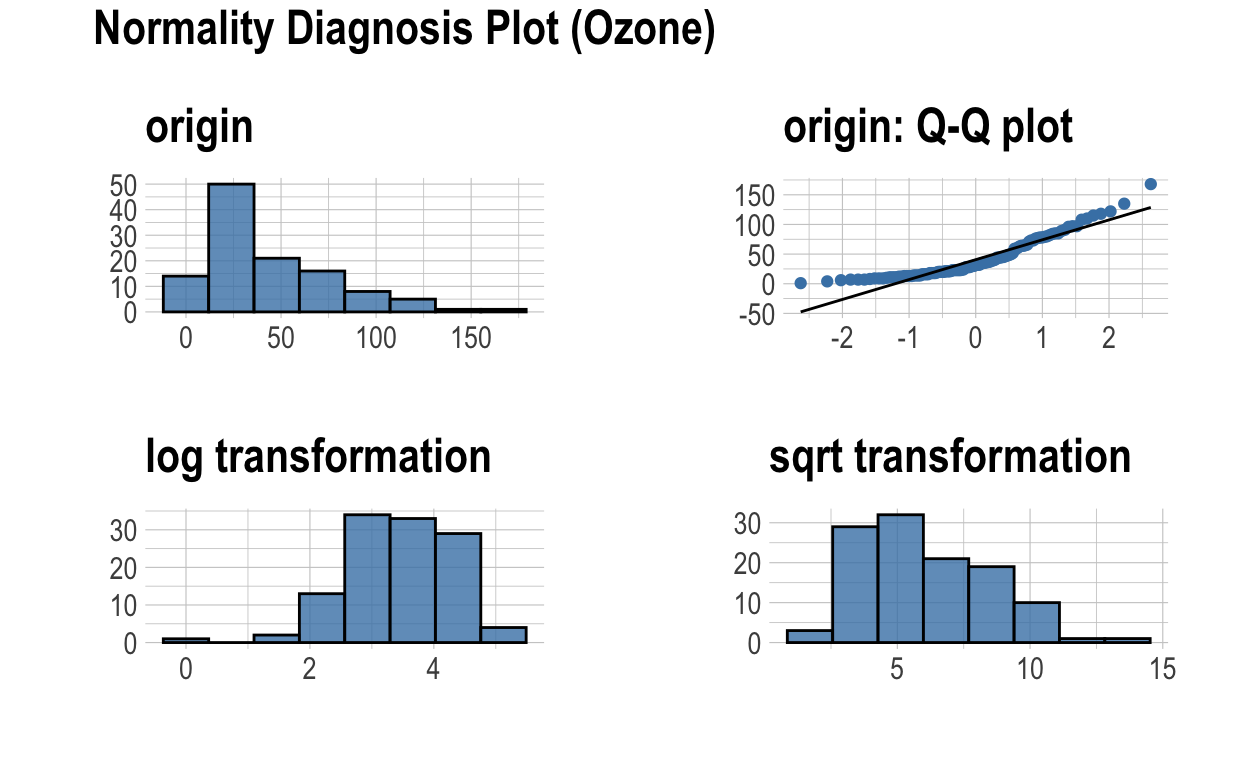 Normality Diagnosis Plot (Ozone)
origin
50
40
30
20
10
0
0 50 100 150
origin: Q-Q plot
150
100
50
0
-50
-2 -1 0 1 2
log transformation
30
20
10
0
0 2 4
sqrt transformation
30
20
10
0
5 10 15